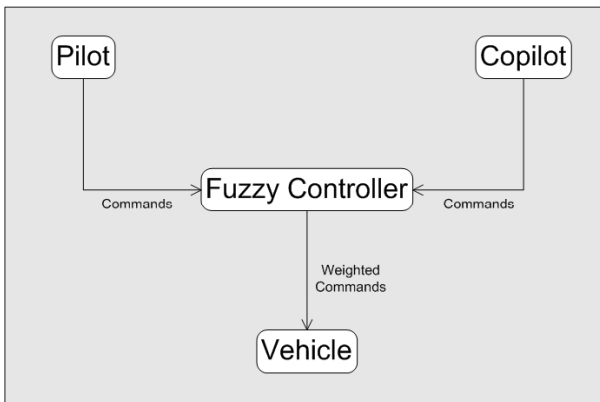 Pilot
Copilot
Fuzzy Controller
Commands
Commands
Weighted
Commands
Vehicle